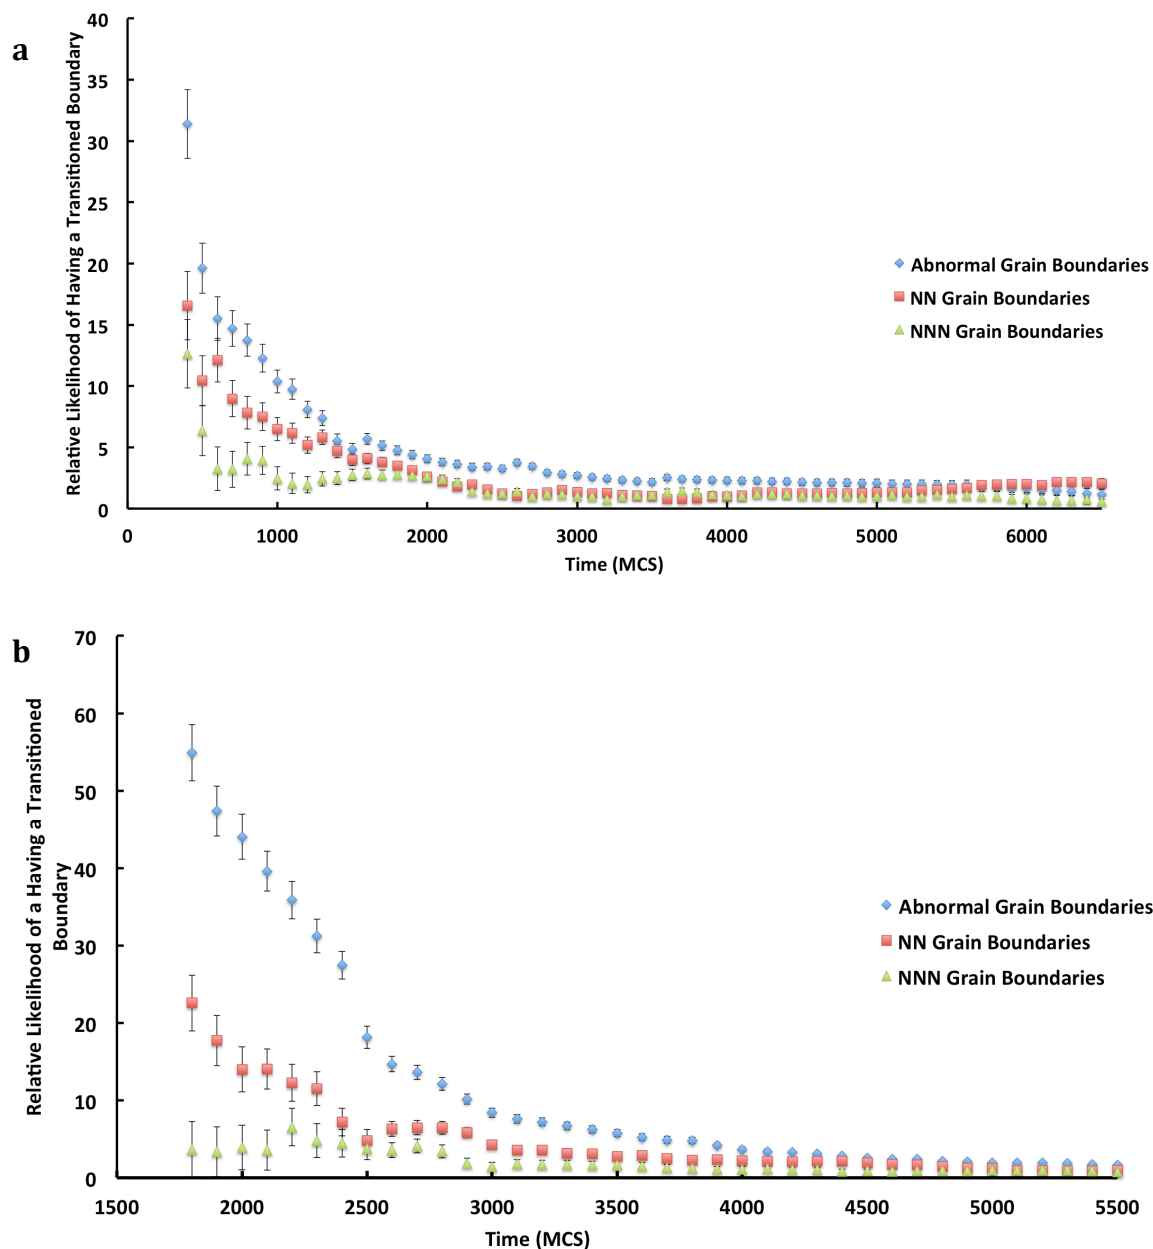 a
Relative Likelihood of Having a Transitioned Boundary
40
35
30
25
20
15
10
5
0
0 1000 2000 3000 4000 5000 6000
Time (MCS)
Abnormal Grain Boundaries
NN Grain Boundaries
NNN Grain Boundaries
b
Relative Likelihood of a Having a Transitioned
Boundary
70
60
50
40
30
20
10
0
1500 2000 2500 3000 3500 4000 4500 5000 5500
Time (MCS)
Abnormal Grain Boundaries
NN Grain Boundaries
NNN Grain Boundaries